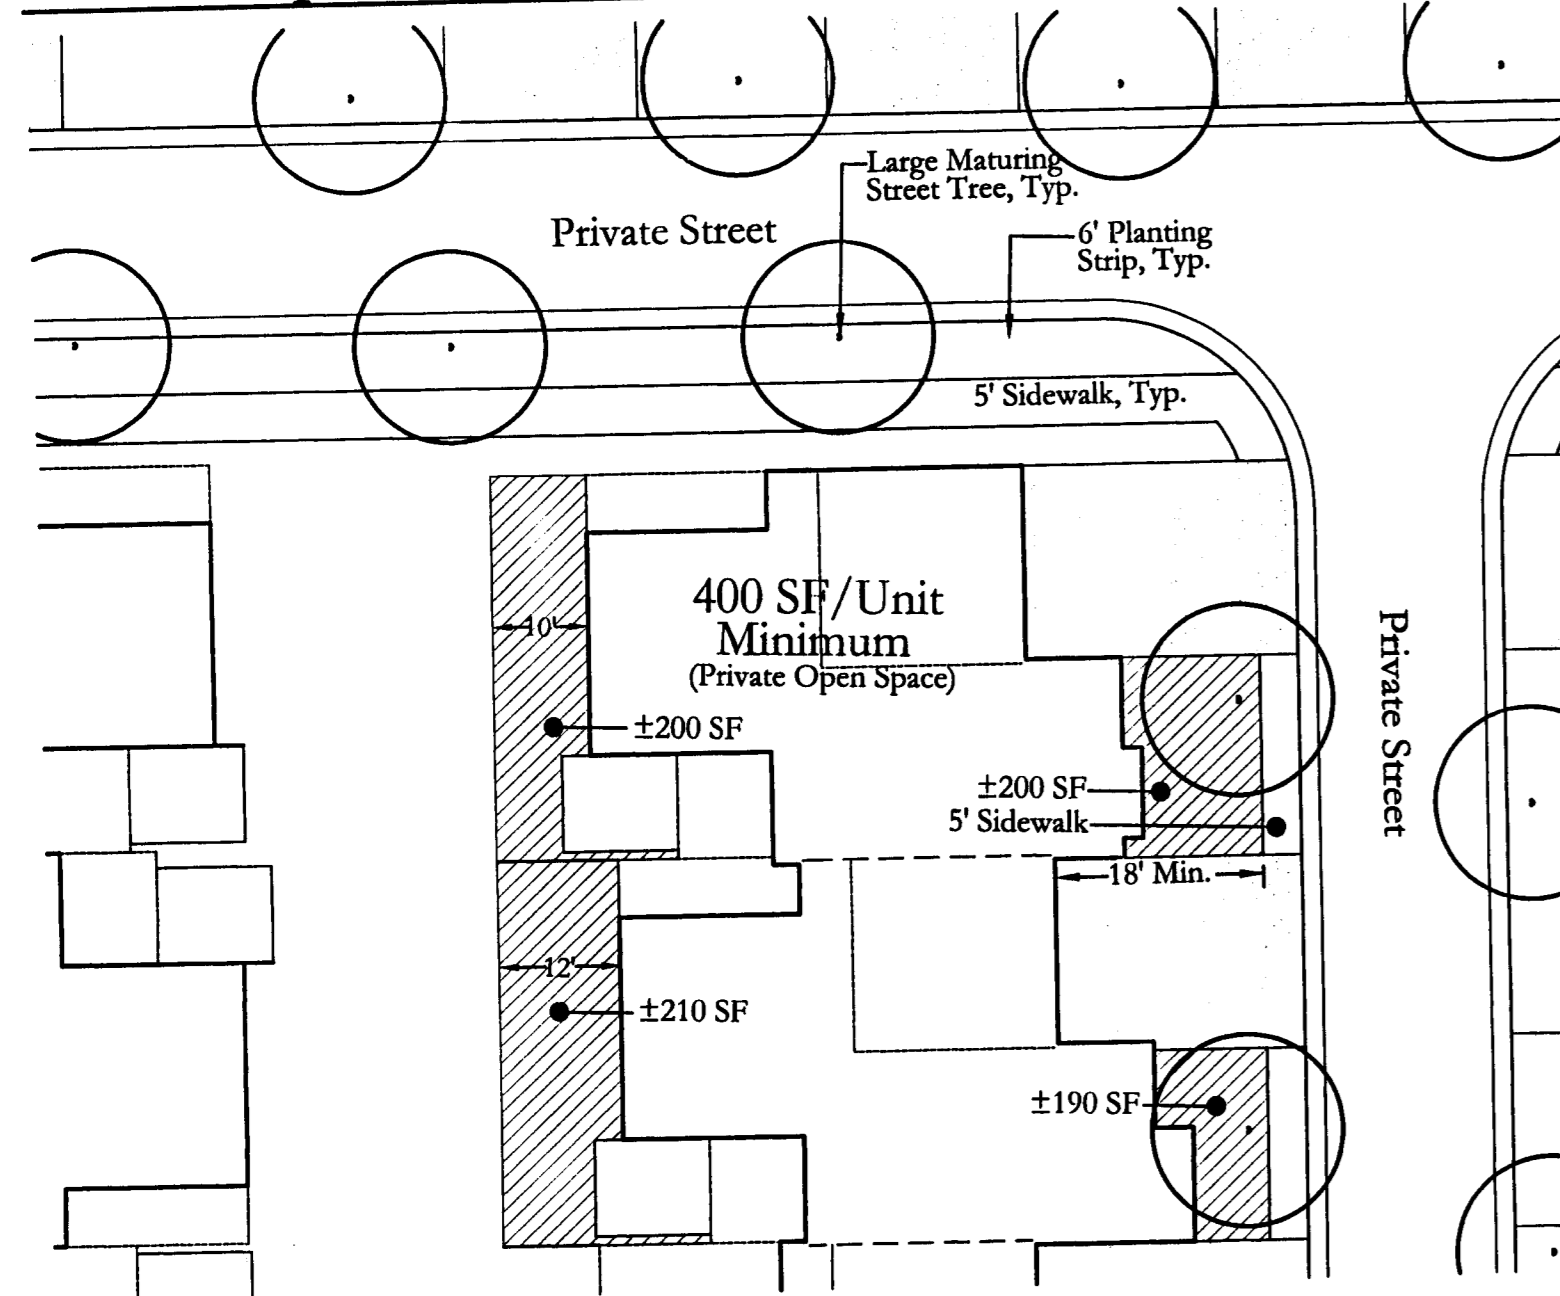 Large Maturing
Street Tree, Typ.
Private Street
6' Planting
Strip, Typ.
5' Sidewalk, Typ.
400 SF/Unit
Minimum
(Private Open Space)
10'
±200 SF
Private Street
±200 SF
5' Sidewalk
18' Min.
12'
±210 SF
±190 SF